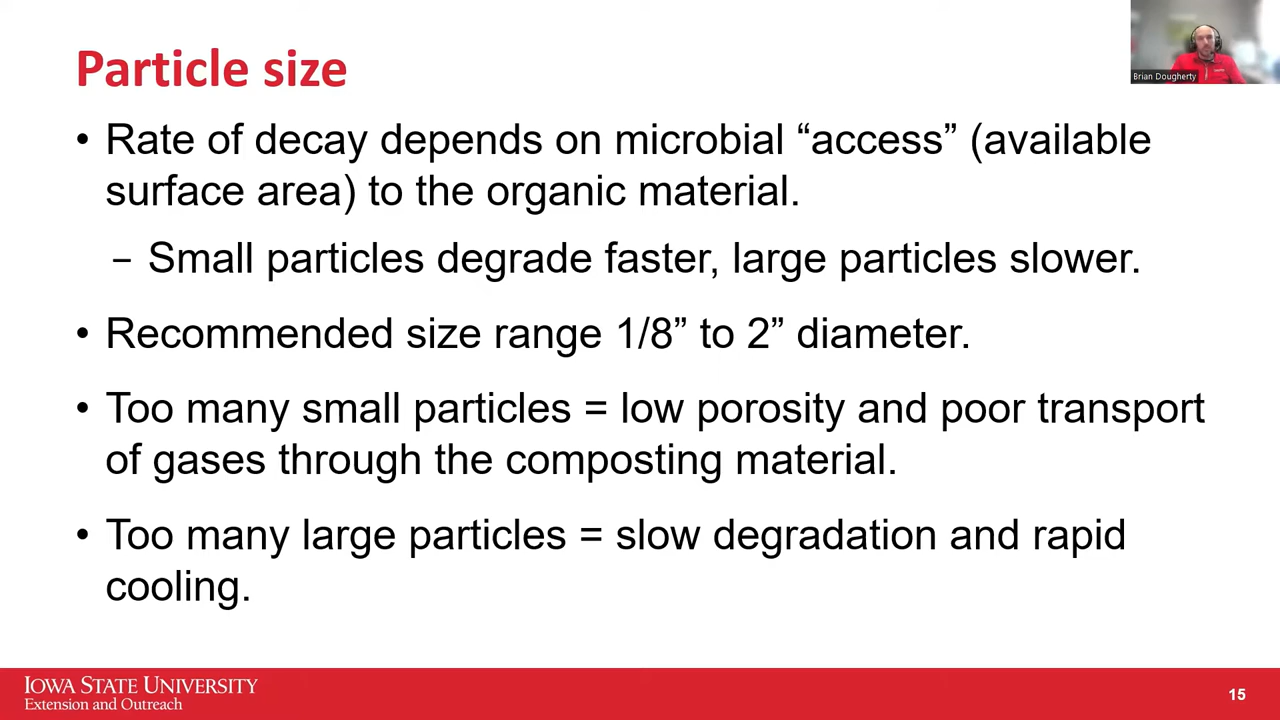 Particle size
Brian Dougherty
• Rate of decay depends on microbial “access” (available
surface area) to the organic material.
– Small particles degrade faster, large particles slower.
• Recommended size range 1/8” to 2” diameter.
• Too many small particles = low porosity and poor transport
of gases through the composting material.
• Too many large particles = slow degradation and rapid
cooling.
IOWA STATE UNIVERSITY
Extension and Outreach
15